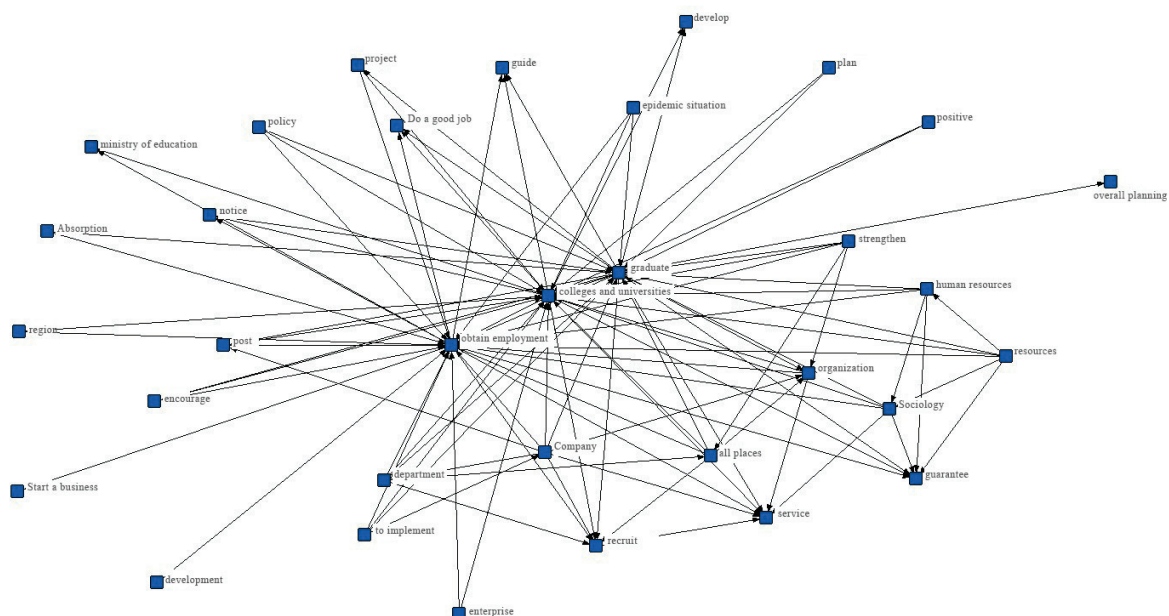 develop
project
guide
plan
epidemic situation
Do a good job
policy
positive
ministry of education
overall planning
notice
Absorption
strengthen
graduate
human resources
colleges and universities
region
post
obtain employment
resources
organization
encourage
Sociology
Company
all places
department
guarantee
Start a business
service
to implement
recruit
development
enterprise